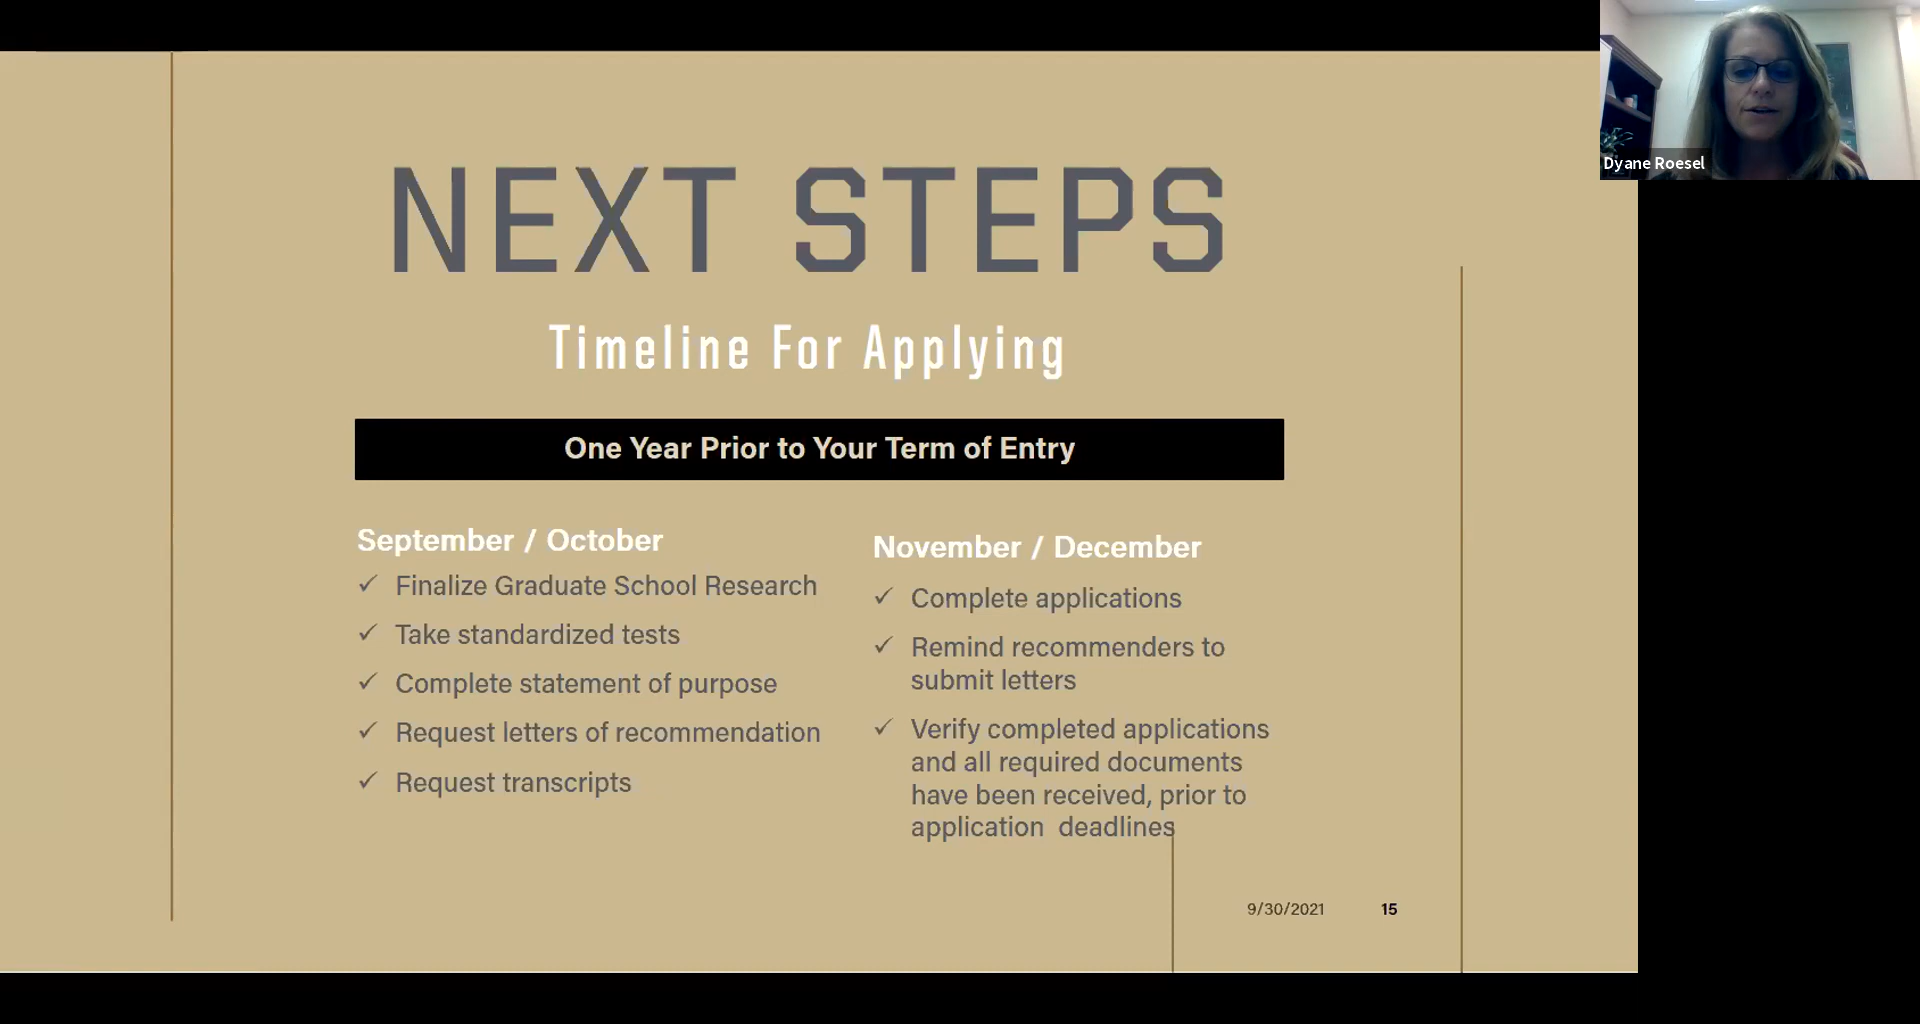 Dyane Roesel
NEXT STEPS
Timeline For Applying
One Year Prior to Your Term of Entry
September / October
✓ Finalize Graduate School Research
✓ Take standardized tests
✓ Complete statement of purpose
✓ Request letters of recommendation
✓ Request transcripts
November / December
✓ Complete applications
✓ Remind recommenders to
submit letters
✓ Verify completed applications
and all required documents
have been received, prior to
application deadlines
9/30/2021 15